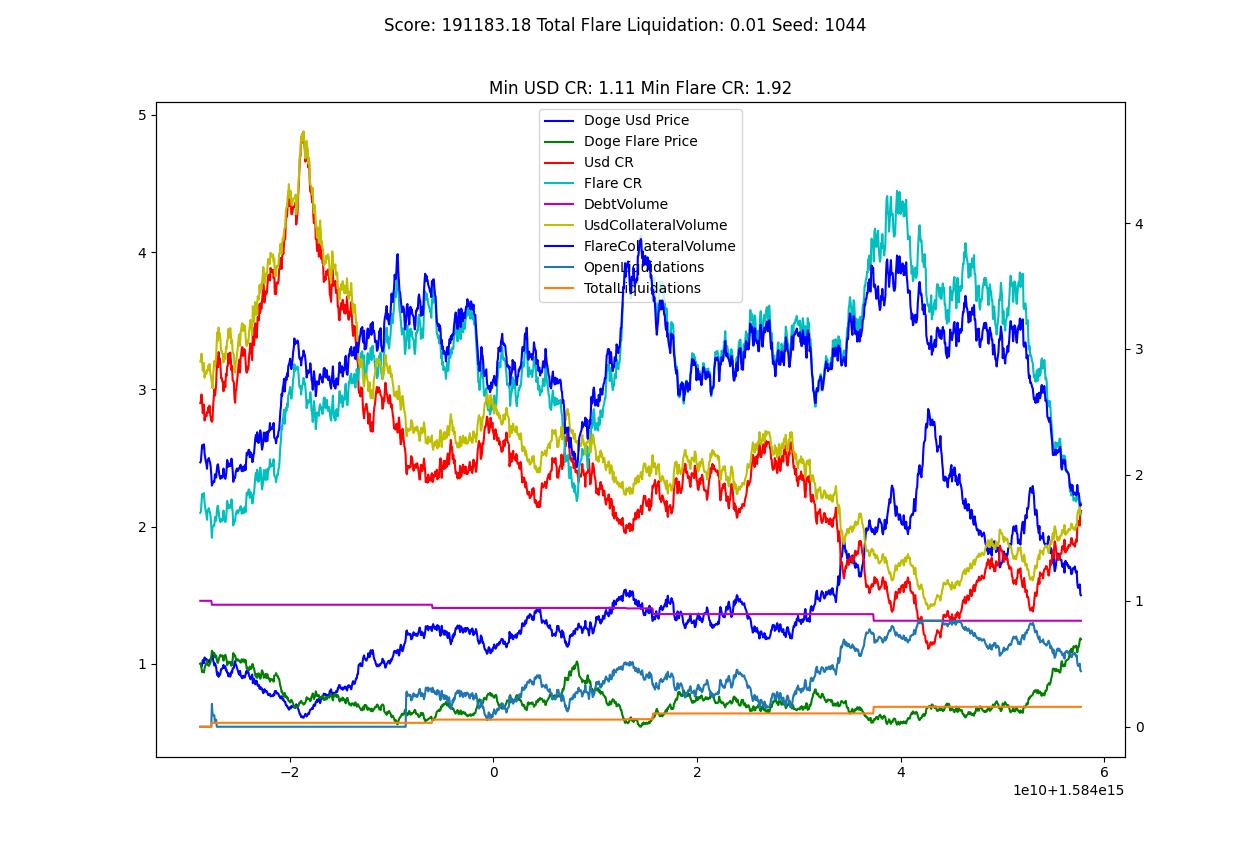 Score: 191183.18 Total Flare Liquidation: 0.01 Seed: 1044
Min USD CR: 1.11 Min Flare CR: 1.92
Doge Usd Price
Doge Flare Price
Usd CR
Flare CR
DebtVolume
UsdCollateralVolume
FlareCollateralVolume
OpenLiquidations
TotalLiquidations
5
4
3
2
1
4
3
2
1
0
−2
0
2
4
6
1e10+1.584e15